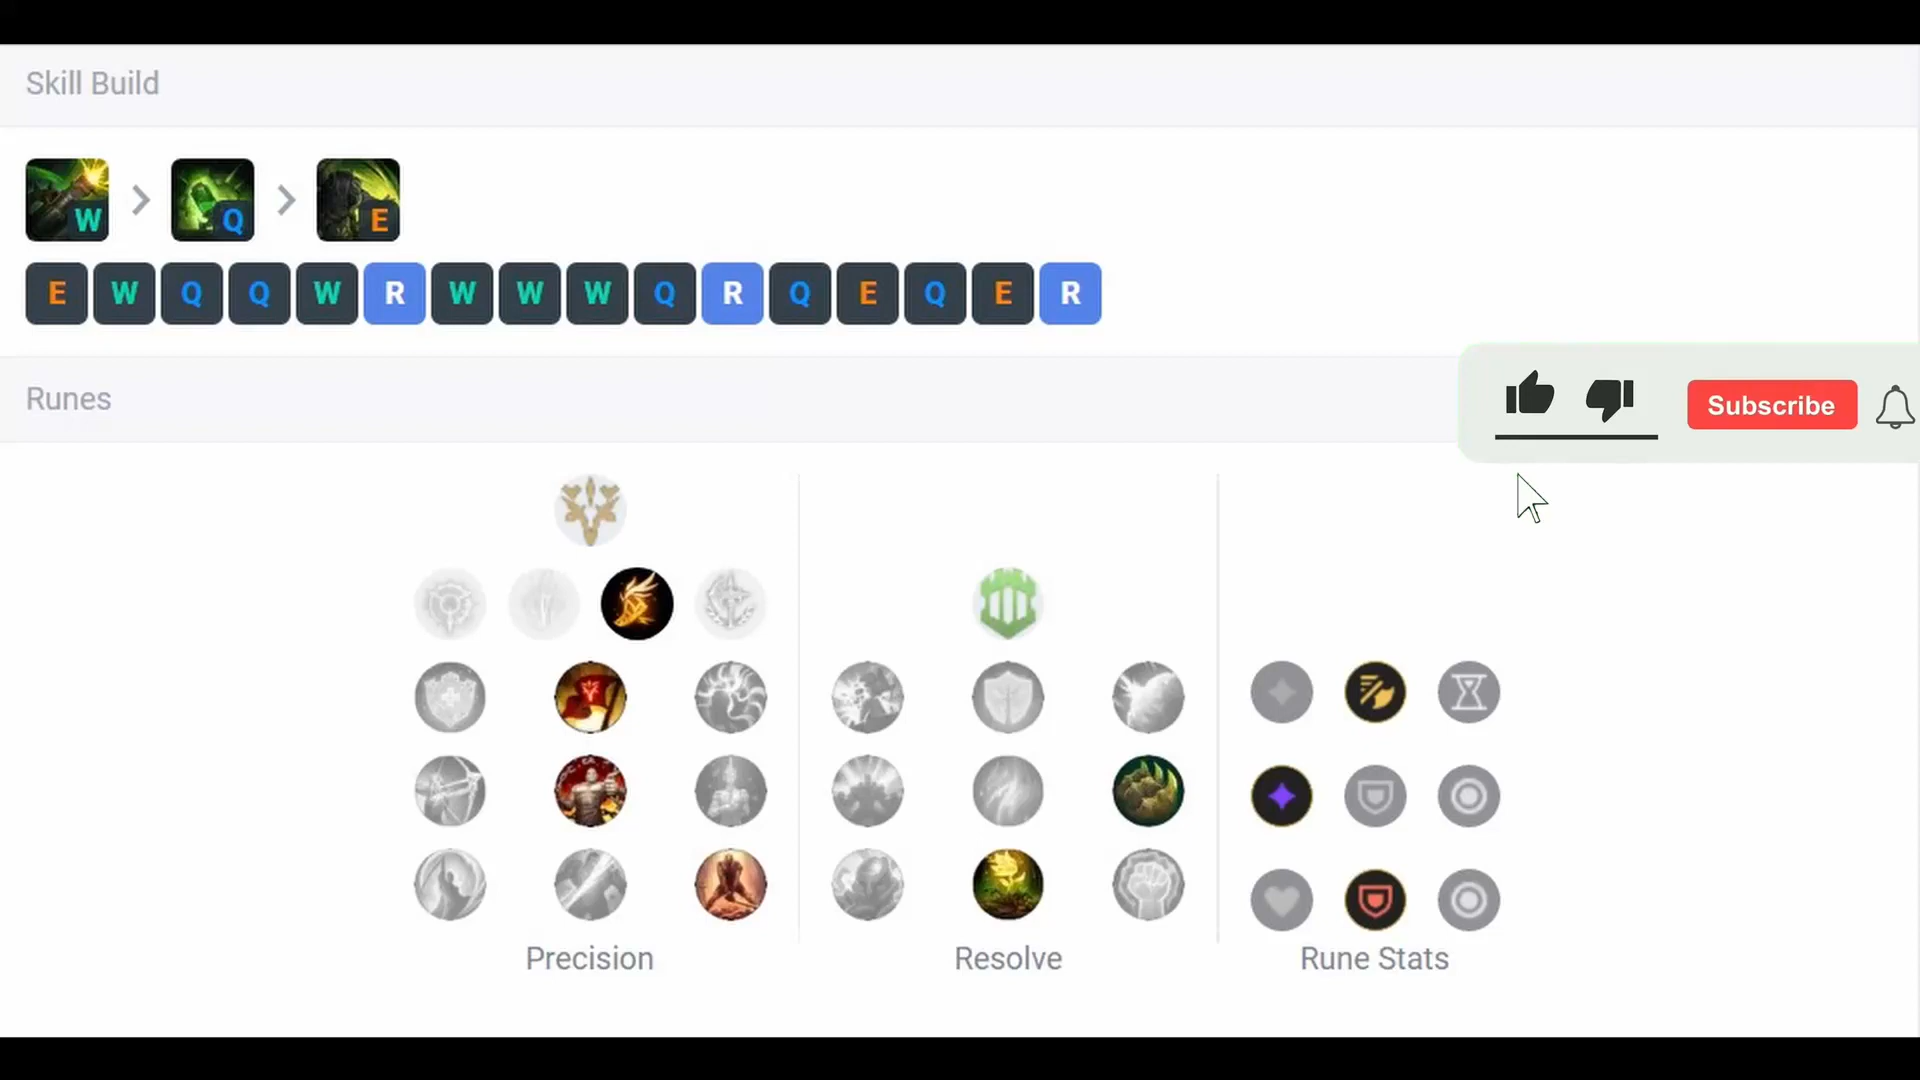 Skill Build
W Q E
E W Q Q W R W W W Q R Q E Q E R
Runes
Subscribe
Precision Resolve Rune Stats